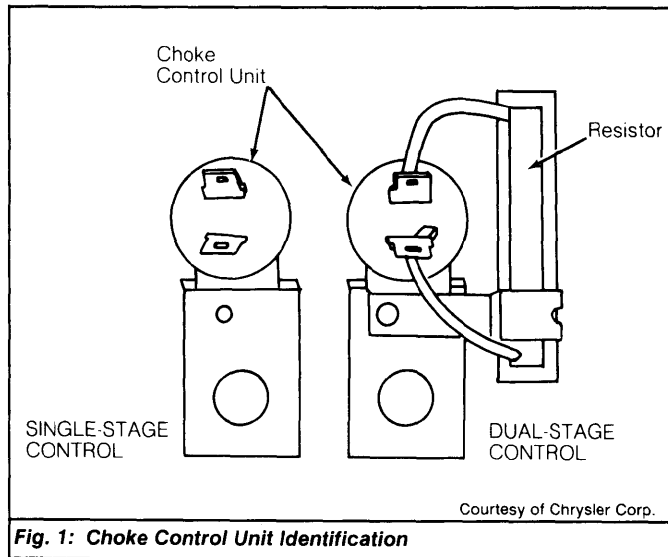 Choke
Control Unit
Resistor
SINGLE-STAGE
CONTROL
DUAL-STAGE
CONTROL
Courtesy of Chrysler Corp.
Fig. 1: Choke Control Unit Identification